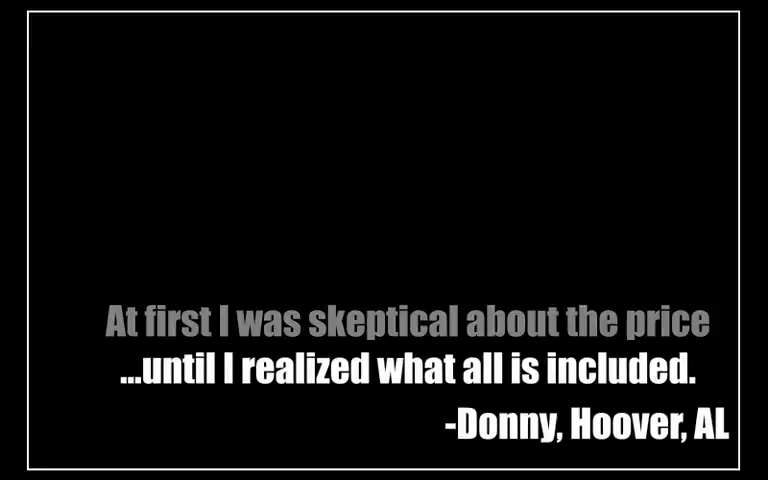 At first I was skeptical about the price
...until I realized what all is included.
-Donny, Hoover, AL